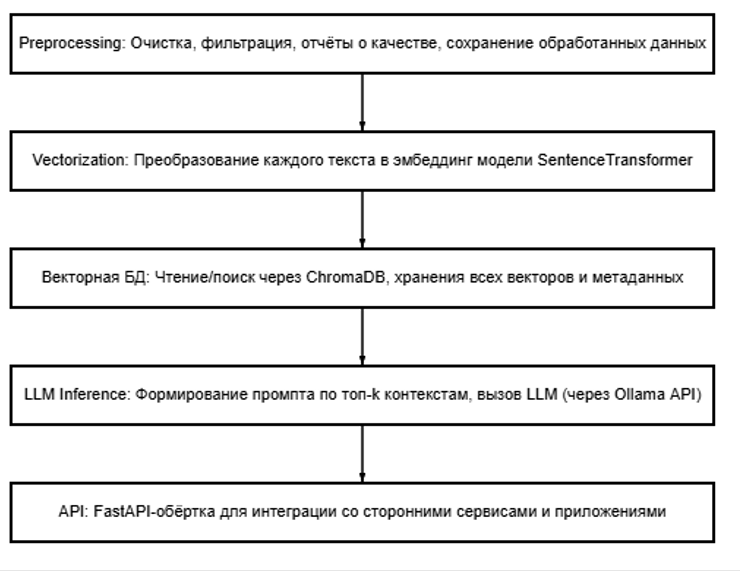 Preprocessing: Очистка, фильтрация, отчёты о качестве, сохранение обработанных данных
Vectorization: Преобразование каждого текста в эмбеддинг модели SentenceTransformer
Векторная БД: Чтение/поиск через ChromaDB, хранения всех векторов и метаданных
LLM Inference: Формирование промпта по топ-k контекстам, вызов LLM (через Ollama API)
API: FastAPI-обёртка для интеграции со сторонними сервисами и приложениями